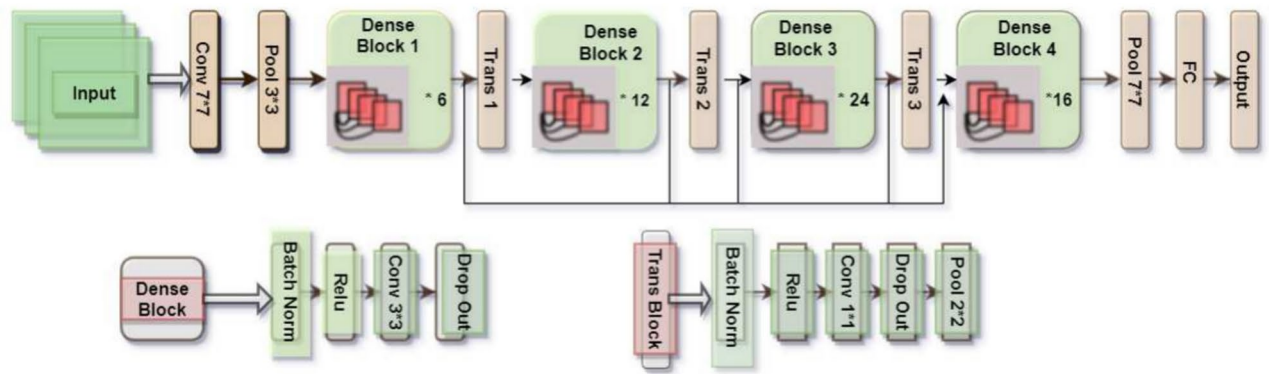 Input
Conv 7*7
Pool 3*3
Dense
Block 1
* 6
Trans 1
Dense
Block 2
* 12
Trans 2
Dense
Block 3
* 24
Trans 3
Dense
Block 4
*16
Pool 7*7
FC
Output
Dense
Block
Batch Norm
Relu
Conv 3*3
Drop Out
Trans Block
Batch Norm
Relu
Conv 1*1
Drop Out
Pool 2*2